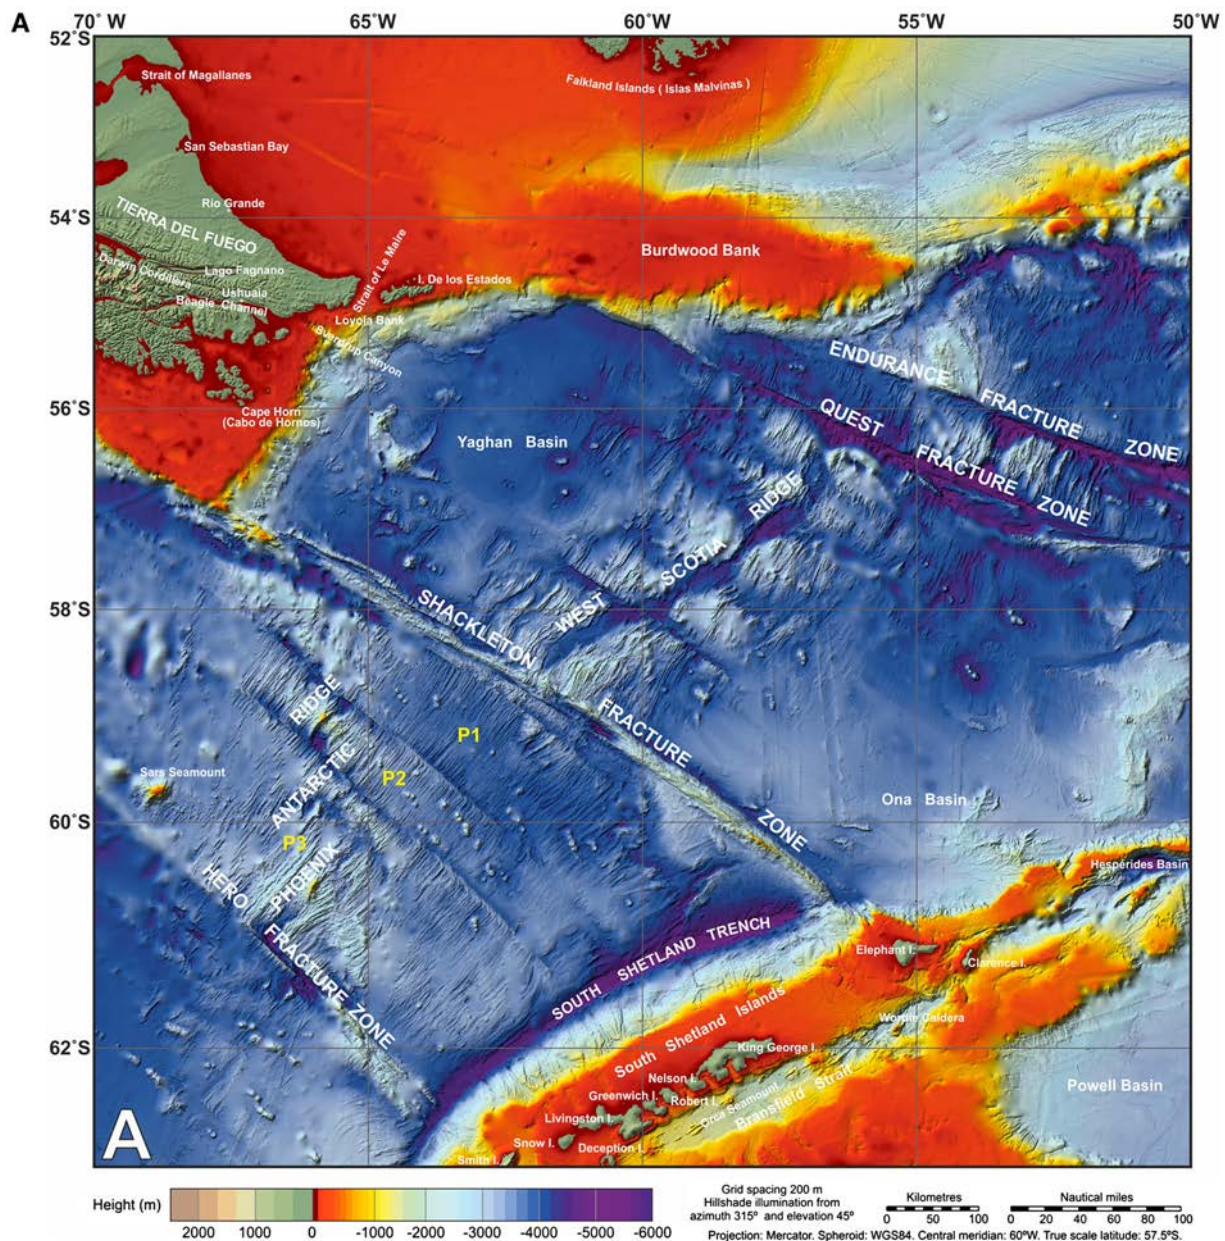 A
70° W 65°W 60°W 55°W 50°W
52°S
Strait of Magallanes
Falkland Islands ( Islas Malvinas )
San Sebastian Bay
Rio Grande
TIERRA DEL FUEGO
54°S
Burdwood Bank
Strait of Le Maire
Darwin Cordallera
Lago Fagnano
I. De los Estados
Ushuaia
Beagle Channel
Loyola Bank
Canyon
ENDURANCE FRACTURE ZONE
56°S
Cape Horn
(Cabo de Hornos)
QUEST FRACTURE ZONE
Yaghan Basin
WEST SCOTIA RIDGE
58°S
SHACKLETON FRACTURE ZONE
P1
P2
P3
PHOENIX ANTARCTIC RIDGE
Sars Seamount
Ona Basin
60°S
HERO FRACTURE ZONE
Hespérides Basin
SOUTH SHETLAND TRENCH
Elephant I.
Clarence I.
South Shetland Islands
62°S
King George I.
Nelson I.
Greenwich I.
Robert I.
Livingston I.
Orca Seamount
Bransfield Strait
Powell Basin
Snow I.
Deception I.
Smith I.
A
Height (m)
2000 1000 0 -1000 -2000 -3000 -4000 -5000 -6000
Grid spacing 200 m
Hillshade illumination from
azimuth 315º and elevation 45º
Kilometres
0 50 100
Nautical miles
0 20 40 60 80 100
Projection: Mercator. Spheroid: WGS84. Central meridian: 60ºW. True scale latitude: 57.5ºS.